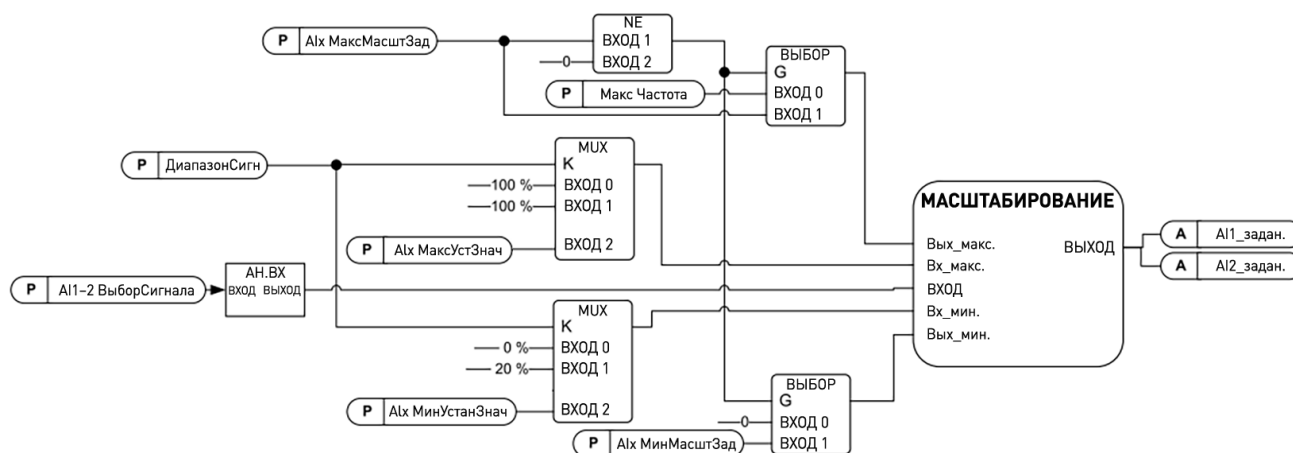 NE
P AIx МаксМасштЗад
ВХОД 1
0 ВХОД 2
ВЫБОР
G
P Макс Частота
ВХОД 0
ВХОД 1
MUX
P ДиапазонСигн
K
100 % ВХОД 0
100 % ВХОД 1
P AIx МаксУстЗнач
ВХОД 2
МАСШТАБИРОВАНИЕ
Вых_макс.
Вх_макс.
ВХОД
Вх_мин.
Вых_мин.
ВЫХОД
A AI1_задан.
A AI2_задан.
P AI1–2 ВыборСигнала
АН.ВХ
ВХОД ВЫХОД
MUX
K
0 % ВХОД 0
20 % ВХОД 1
P AIx МинУстанЗнач
ВХОД 2
ВЫБОР
G
0 ВХОД 0
P AIx МинМасштЗад
ВХОД 1